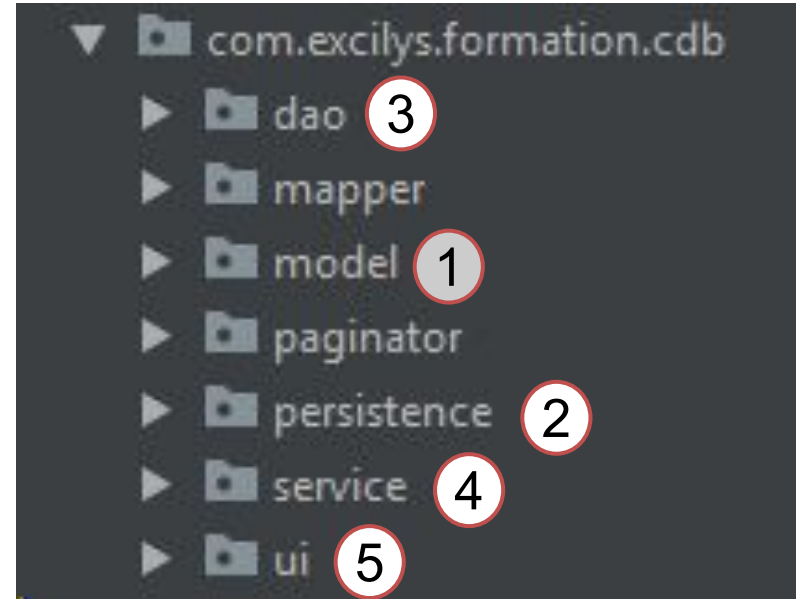 com.excilys.formation.cdb
dao 3
mapper
model 1
paginator
persistence 2
service 4
ui 5